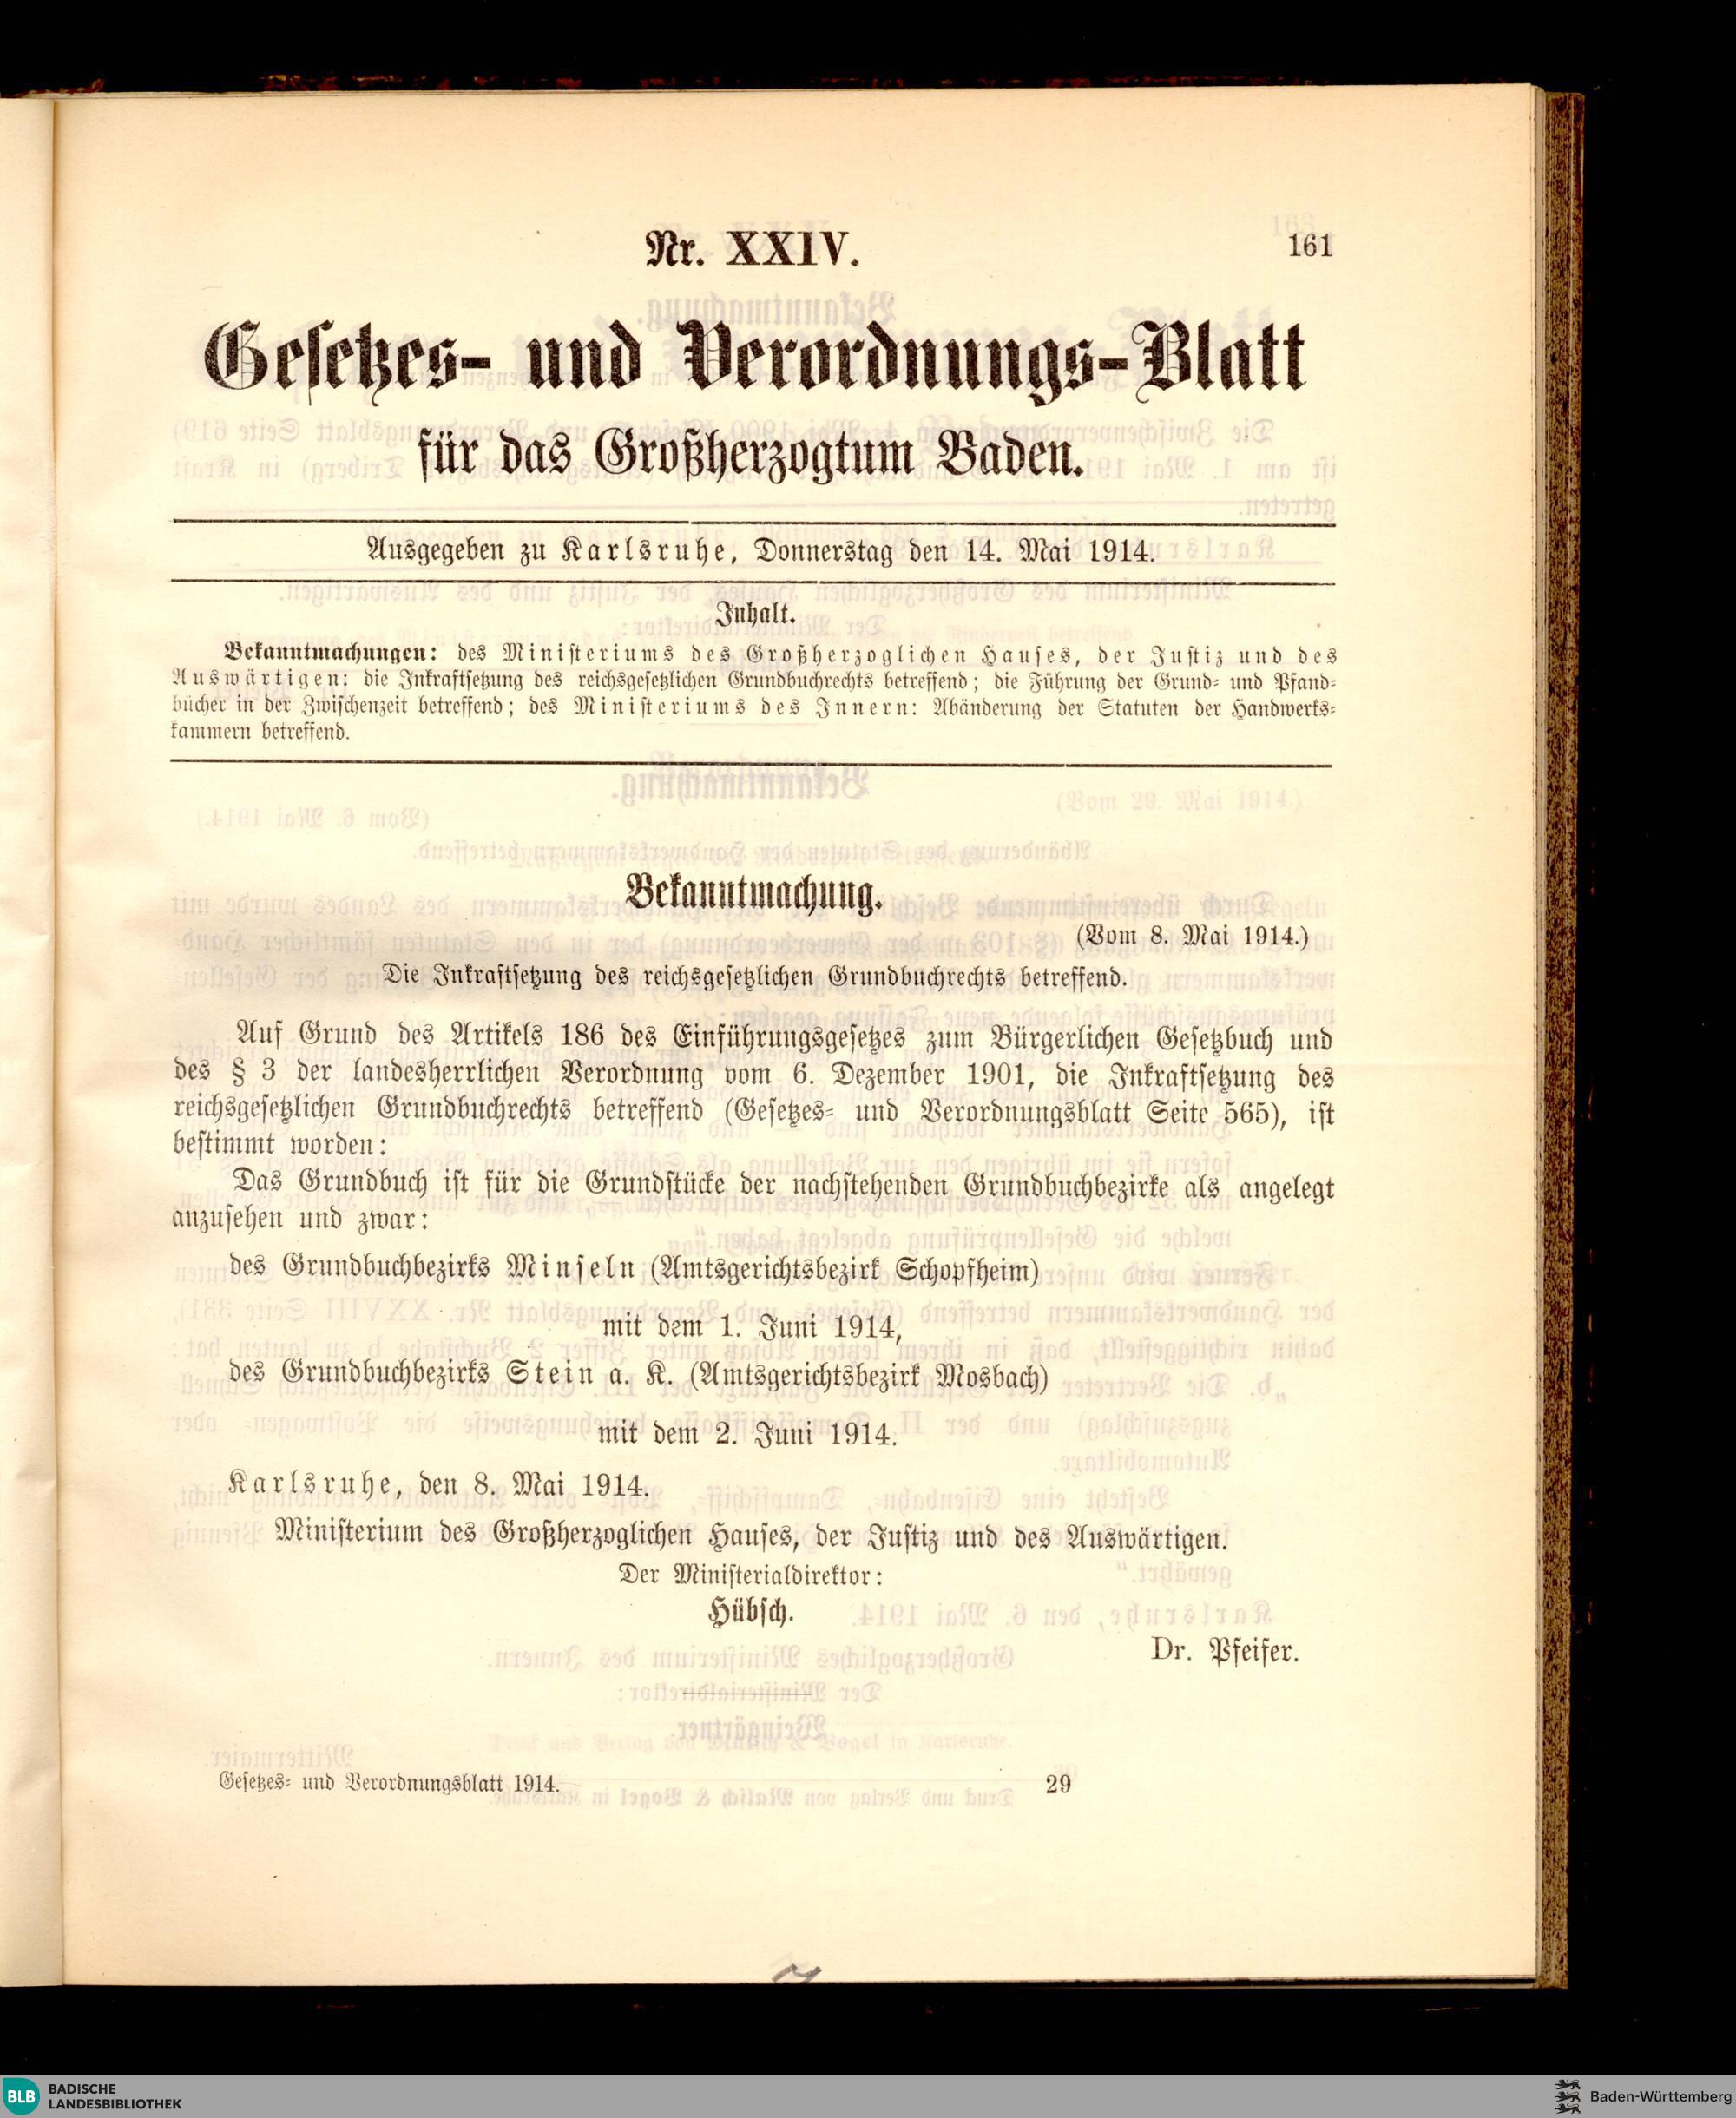 Nr. XXIV.
161
Gesetzes- und Verordnungs-Blatt
für das Großherzogtum Baden.
Ausgegeben zu Karlsruhe, Donnerstag den 14. Mai 1914.
Inhalt.
Bekanntmachungen: des Ministeriums des Großherzoglichen Hauses, der Justiz und des
Auswärtigen: die Inkraftsetzung des reichsgesetzlichen Grundbuchrechts betreffend; die Führung der Grund- und Pfand-
bücher in der Zwischenzeit betreffend; des Ministeriums des Innern: Abänderung der Statuten der Handwerks-
kammern betreffend.
Bekanntmachung.
(Vom 8. Mai 1914.)
Die Inkraftsetzung des reichsgesetzlichen Grundbuchrechts betreffend.
Auf Grund des Artikels 186 des Einführungsgesetzes zum Bürgerlichen Gesetzbuch und
des § 3 der landesherrlichen Verordnung vom 6. Dezember 1901, die Inkraftsetzung des
reichsgesetzlichen Grundbuchrechts betreffend (Gesetzes- und Verordnungsblatt Seite 565), ist
bestimmt worden:
Das Grundbuch ist für die Grundstücke der nachstehenden Grundbuchbezirke als angelegt
anzusehen und zwar:
des Grundbuchbezirks Minseln (Amtsgerichtsbezirk Schopfheim)
mit dem 1. Juni 1914,
des Grundbuchbezirks Stein a. K. (Amtsgerichtsbezirk Mosbach)
mit dem 2. Juni 1914.
Karlsruhe, den 8. Mai 1914.
Ministerium des Großherzoglichen Hauses, der Justiz und des Auswärtigen.
Der Ministerialdirektor:
Hübsch.
Dr. Pfeifer.
Gesetzes- und Verordnungsblatt 1914.
29
BLB BADISCHE
LANDESBIBLIOTHEK
Baden-Württemberg